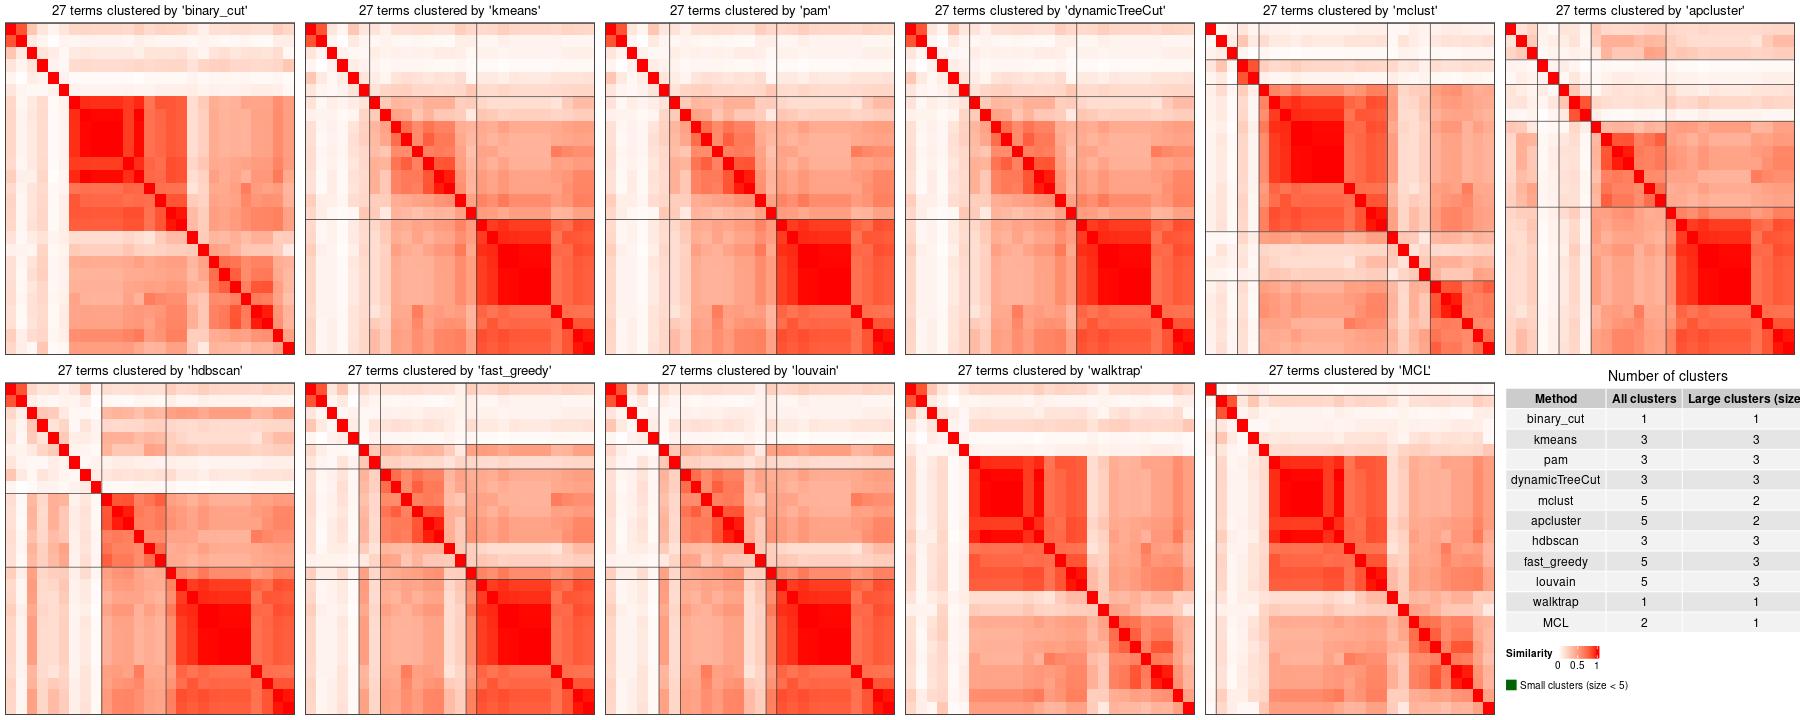 27 terms clustered by 'binary_cut'
27 terms clustered by 'kmeans'
27 terms clustered by 'pam'
27 terms clustered by 'dynamicTreeCut'
27 terms clustered by 'mclust'
27 terms clustered by 'apcluster'
27 terms clustered by 'hdbscan'
27 terms clustered by 'fast_greedy'
27 terms clustered by 'louvain'
27 terms clustered by 'walktrap'
27 terms clustered by 'MCL'
Number of clusters
Method All clusters Large clusters (size
binary_cut 1 1
kmeans 3 3
pam 3 3
dynamicTreeCut 3 3
mclust 5 2
apcluster 5 2
hdbscan 3 3
fast_greedy 5 3
louvain 5 3
walktrap 1 1
MCL 2 1
Similarity
0 0.5 1
Small clusters (size < 5)